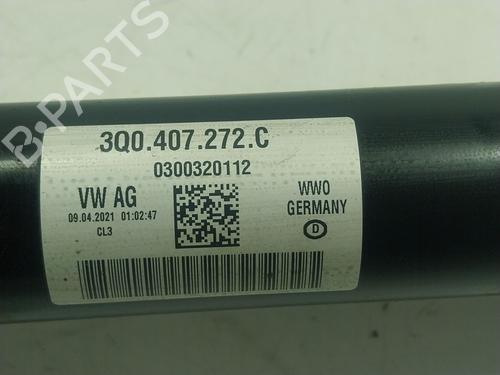 B-PARTS
3Q0.407.272.C
0300320112
VW AG
09.04.2021 01:02:47
CL3
WWO
GERMANY
D